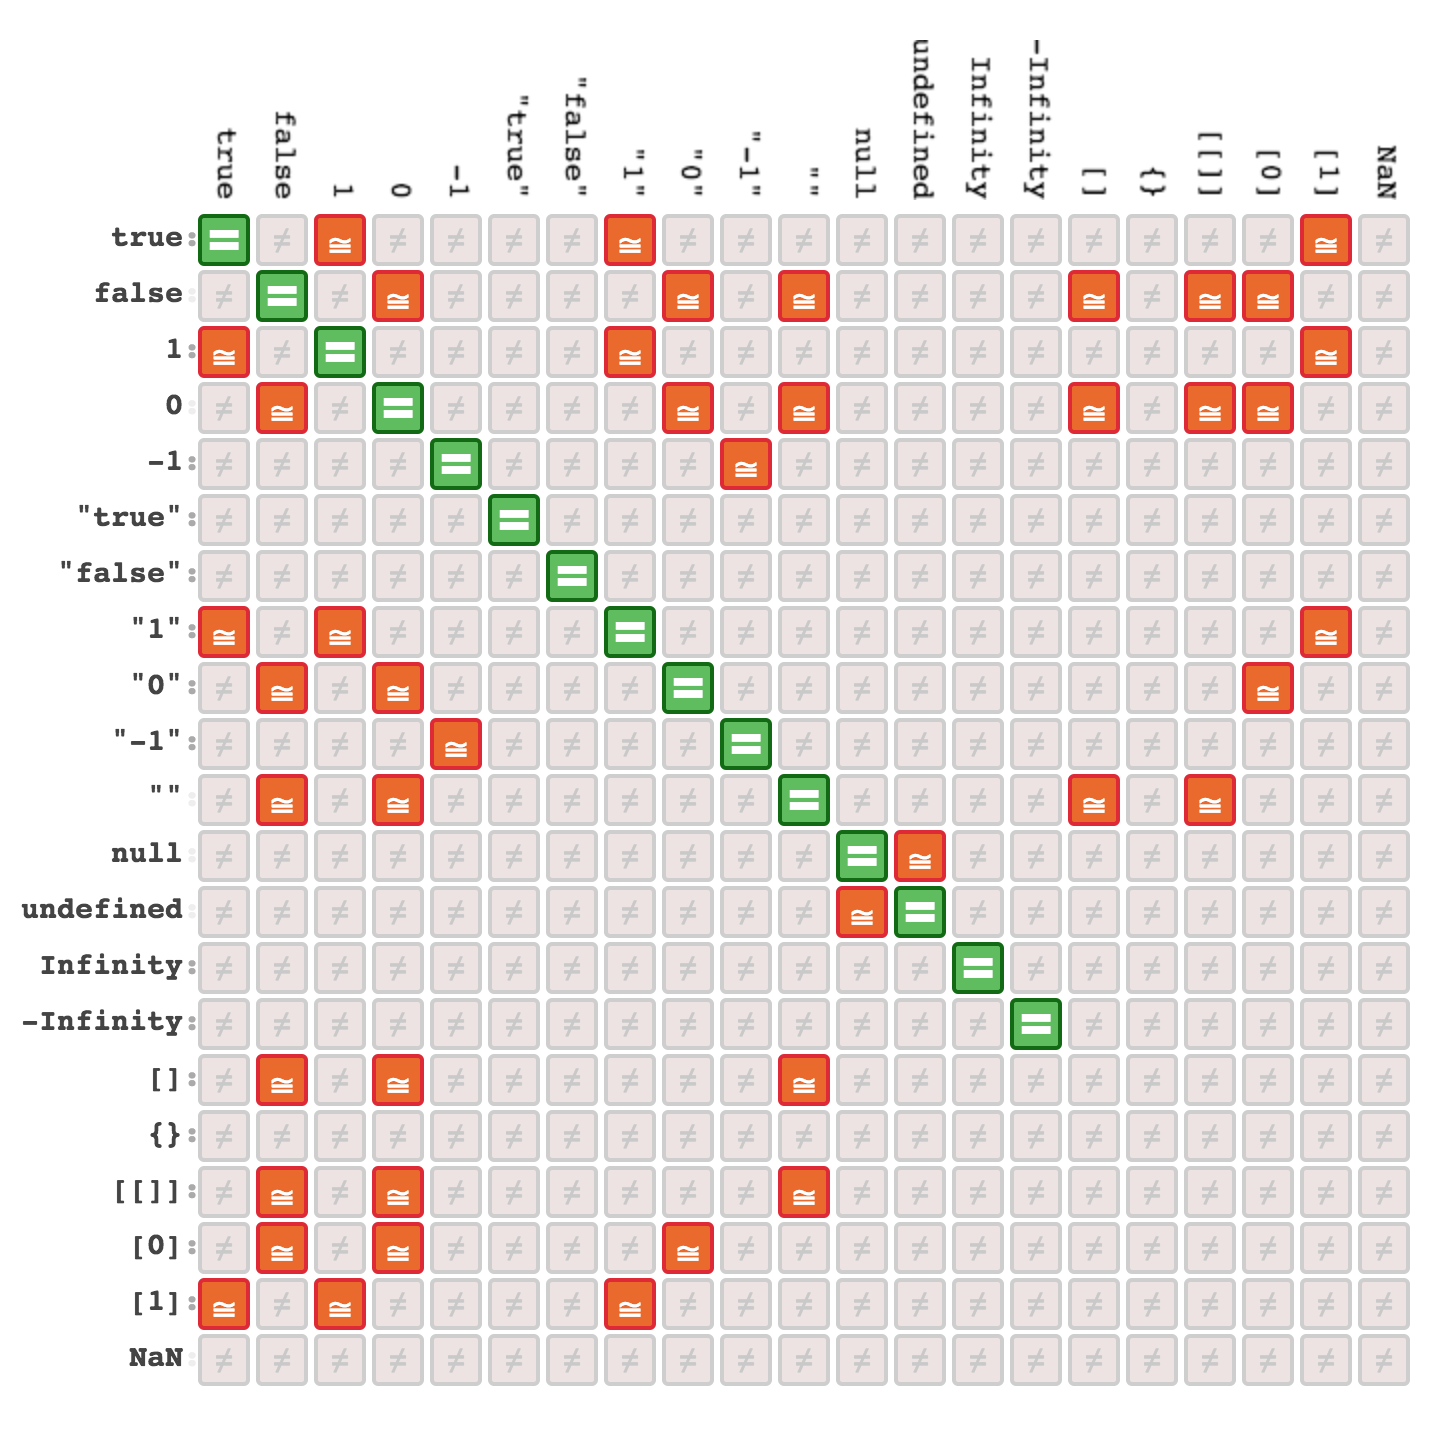 true false 1 0 -1 "true" "false" "1" "0" "-1" "" null undefined Infinity -Infinity [] {} [[]] [0] [1] NaN
true: = ≠ ≅ ≠ ≠ ≠ ≠ ≅ ≠ ≠ ≠ ≠ ≠ ≠ ≠ ≠ ≠ ≠ ≠ ≅ ≠
false: ≠ = ≠ ≅ ≠ ≠ ≠ ≠ ≅ ≠ ≅ ≠ ≠ ≠ ≠ ≅ ≠ ≅ ≅ ≠ ≠
1: ≅ ≠ = ≠ ≠ ≠ ≠ ≅ ≠ ≠ ≠ ≠ ≠ ≠ ≠ ≠ ≠ ≠ ≠ ≅ ≠
0: ≠ ≅ ≠ = ≠ ≠ ≠ ≠ ≅ ≠ ≅ ≠ ≠ ≠ ≠ ≅ ≠ ≅ ≅ ≠ ≠
-1: ≠ ≠ ≠ ≠ = ≠ ≠ ≠ ≠ ≅ ≠ ≠ ≠ ≠ ≠ ≠ ≠ ≠ ≠ ≠ ≠
"true": ≠ ≠ ≠ ≠ ≠ = ≠ ≠ ≠ ≠ ≠ ≠ ≠ ≠ ≠ ≠ ≠ ≠ ≠ ≠ ≠
"false": ≠ ≠ ≠ ≠ ≠ ≠ = ≠ ≠ ≠ ≠ ≠ ≠ ≠ ≠ ≠ ≠ ≠ ≠ ≠ ≠
"1": ≅ ≠ ≅ ≠ ≠ ≠ ≠ = ≠ ≠ ≠ ≠ ≠ ≠ ≠ ≠ ≠ ≠ ≠ ≅ ≠
"0": ≠ ≅ ≠ ≅ ≠ ≠ ≠ ≠ = ≠ ≠ ≠ ≠ ≠ ≠ ≠ ≠ ≠ ≅ ≠ ≠
"-1": ≠ ≠ ≠ ≠ ≅ ≠ ≠ ≠ ≠ = ≠ ≠ ≠ ≠ ≠ ≠ ≠ ≠ ≠ ≠ ≠
"": ≠ ≅ ≠ ≅ ≠ ≠ ≠ ≠ ≠ ≠ = ≠ ≠ ≠ ≠ ≅ ≠ ≅ ≠ ≠ ≠
null: ≠ ≠ ≠ ≠ ≠ ≠ ≠ ≠ ≠ ≠ ≠ = ≅ ≠ ≠ ≠ ≠ ≠ ≠ ≠ ≠
undefined: ≠ ≠ ≠ ≠ ≠ ≠ ≠ ≠ ≠ ≠ ≠ ≅ = ≠ ≠ ≠ ≠ ≠ ≠ ≠ ≠
Infinity: ≠ ≠ ≠ ≠ ≠ ≠ ≠ ≠ ≠ ≠ ≠ ≠ ≠ = ≠ ≠ ≠ ≠ ≠ ≠ ≠
-Infinity: ≠ ≠ ≠ ≠ ≠ ≠ ≠ ≠ ≠ ≠ ≠ ≠ ≠ ≠ = ≠ ≠ ≠ ≠ ≠ ≠
[]: ≠ ≅ ≠ ≅ ≠ ≠ ≠ ≠ ≠ ≠ ≅ ≠ ≠ ≠ ≠ ≠ ≠ ≠ ≠ ≠ ≠
{}: ≠ ≠ ≠ ≠ ≠ ≠ ≠ ≠ ≠ ≠ ≠ ≠ ≠ ≠ ≠ ≠ ≠ ≠ ≠ ≠ ≠
[[]]: ≠ ≅ ≠ ≅ ≠ ≠ ≠ ≠ ≠ ≠ ≅ ≠ ≠ ≠ ≠ ≠ ≠ ≠ ≠ ≠ ≠
[0]: ≠ ≅ ≠ ≅ ≠ ≠ ≠ ≠ ≅ ≠ ≠ ≠ ≠ ≠ ≠ ≠ ≠ ≠ ≠ ≠ ≠
[1]: ≅ ≠ ≅ ≠ ≠ ≠ ≠ ≅ ≠ ≠ ≠ ≠ ≠ ≠ ≠ ≠ ≠ ≠ ≠ ≠ ≠
NaN: ≠ ≠ ≠ ≠ ≠ ≠ ≠ ≠ ≠ ≠ ≠ ≠ ≠ ≠ ≠ ≠ ≠ ≠ ≠ ≠ ≠